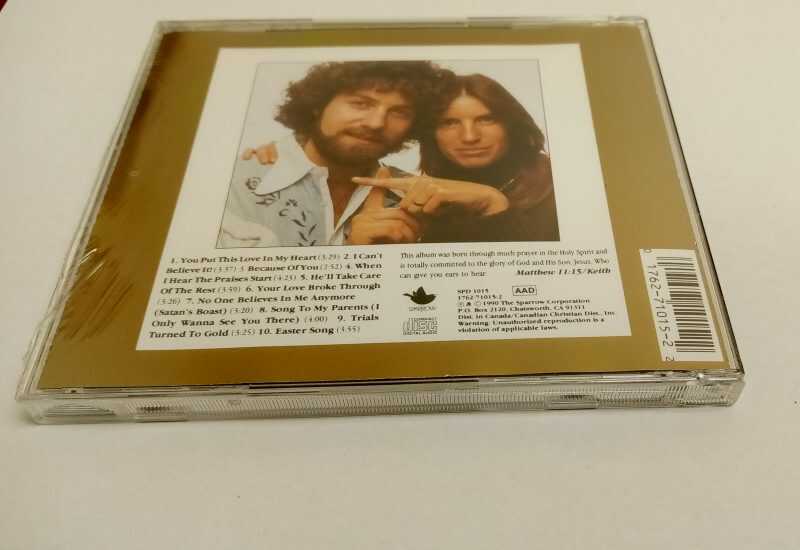 1. You Put This Love In My Heart (3:29) 2. I Can't
Believe It! (3:37) 3. Because Of You (2:52) 4. When
I Hear The Praises Start (4:23) 5. He'll Take Care
Of The Rest (3:50) 6. Your Love Broke Through
(3:26) 7. No One Believes In Me Anymore
(Satan's Boast) (3:20) 8. Song To My Parents (I
Only Wanna See You There) (4:00) 9. Trials
Turned To Gold (3:25) 10. Easter Song (3:55)
This album was born through much prayer in the Holy Spirit and
is totally committed to the glory of God and His Son, Jesus. Who
can give you ears to hear
Matthew 11:15/Keith
SPARROW
COMPACT
disc
DIGITAL AUDIO
SPD 1015
1762-71015-2
AAD
℗ & © 1990 The Sparrow Corporation
P.O. Box 2120, Chatsworth, CA 91311
Dist. in Canada/Canadian Christian Dist., Inc.
Warning. Unauthorized reproduction is a
violation of applicable laws.
0 1762-71015-2 2